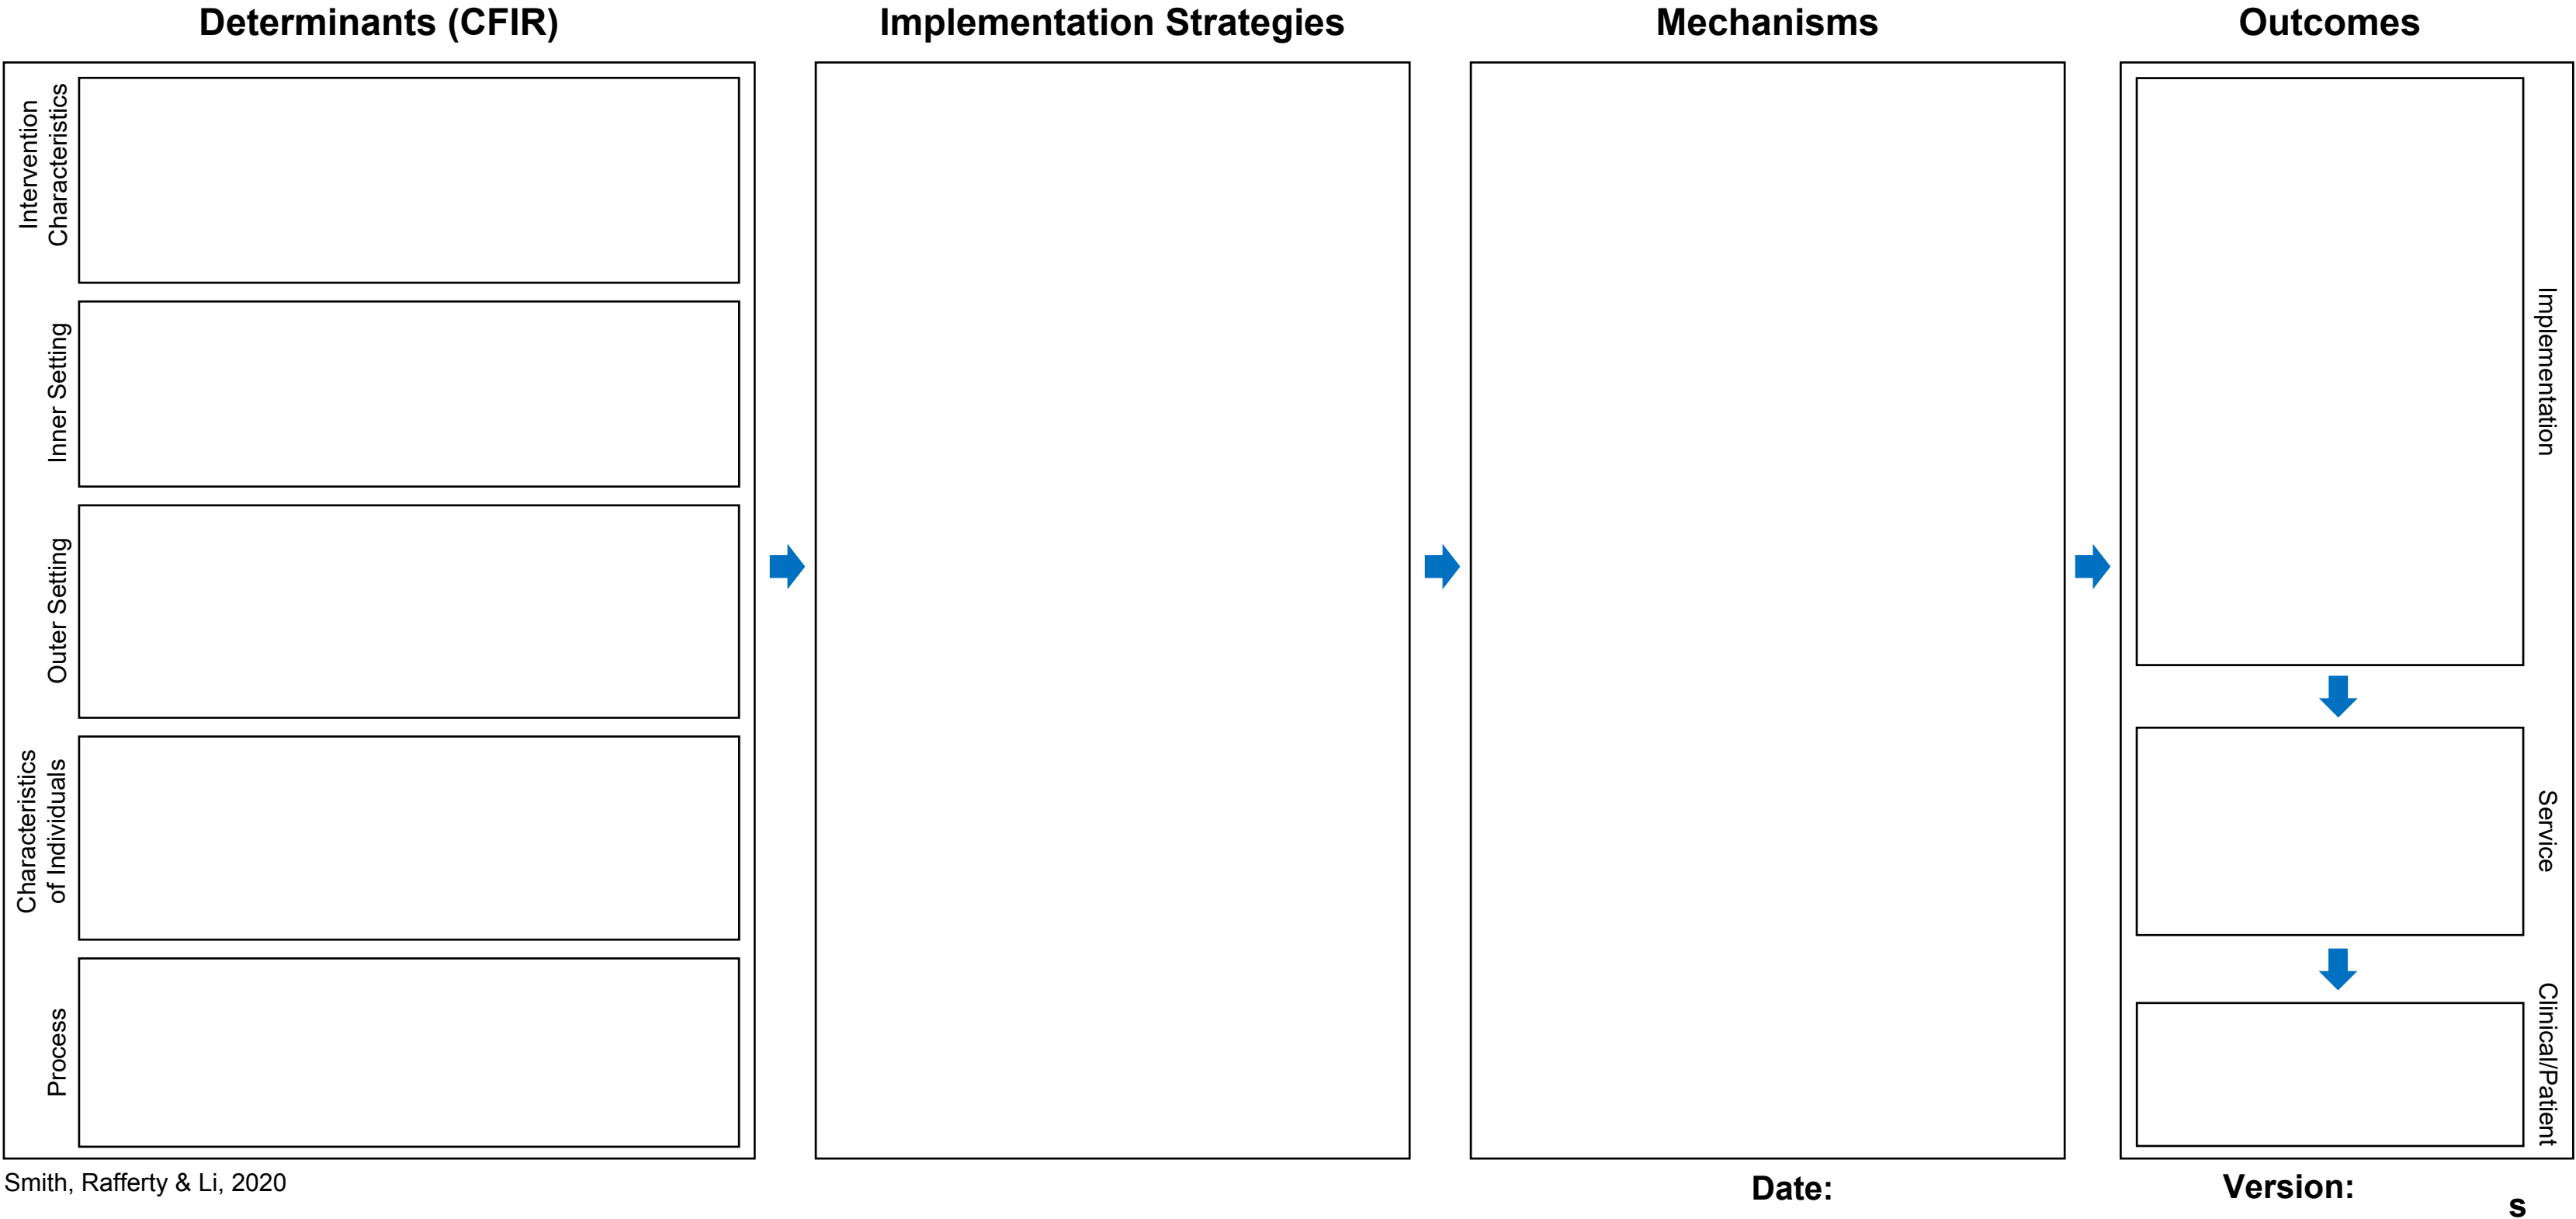 Determinants (CFIR)
Implementation Strategies
Mechanisms
Outcomes
Intervention
Characteristics
Inner Setting
Outer Setting
Characteristics
of Individuals
Process
Implementation
Service
Clinical/Patient
Smith, Rafferty & Li, 2020
Date:
Version:
s